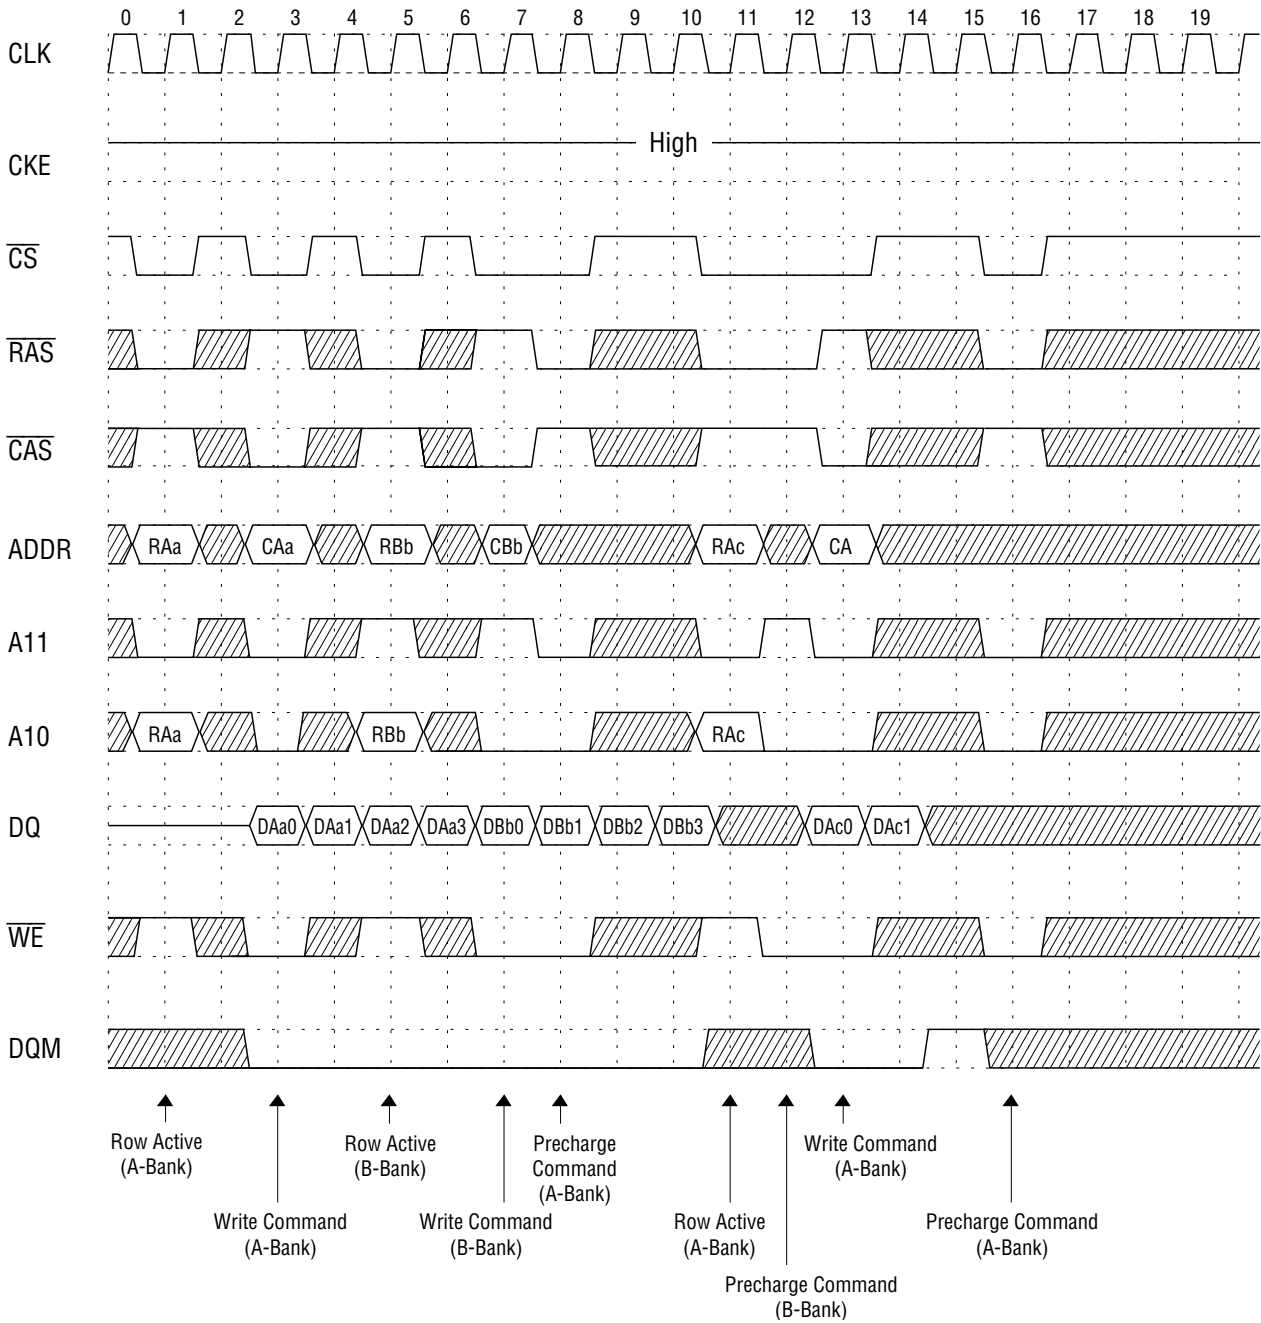 0 1 2 3 4 5 6 7 8 9 10 11 12 13 14 15 16 17 18 19
CLK
High
CKE
CS
RAS
CAS
ADDR RAa CAa RBb CBb RAc CA
A11
A10 RAa RBb RAc
DQ DAa0 DAa1 DAa2 DAa3 DBb0 DBb1 DBb2 DBb3 DAc0 DAc1
WE
DQM
Row Active
(A-Bank)
Row Active
(B-Bank)
Precharge
Command
(A-Bank)
Write Command
(A-Bank)
Write Command
(A-Bank)
Write Command
(B-Bank)
Row Active
(A-Bank)
Precharge Command
(A-Bank)
Precharge Command
(B-Bank)